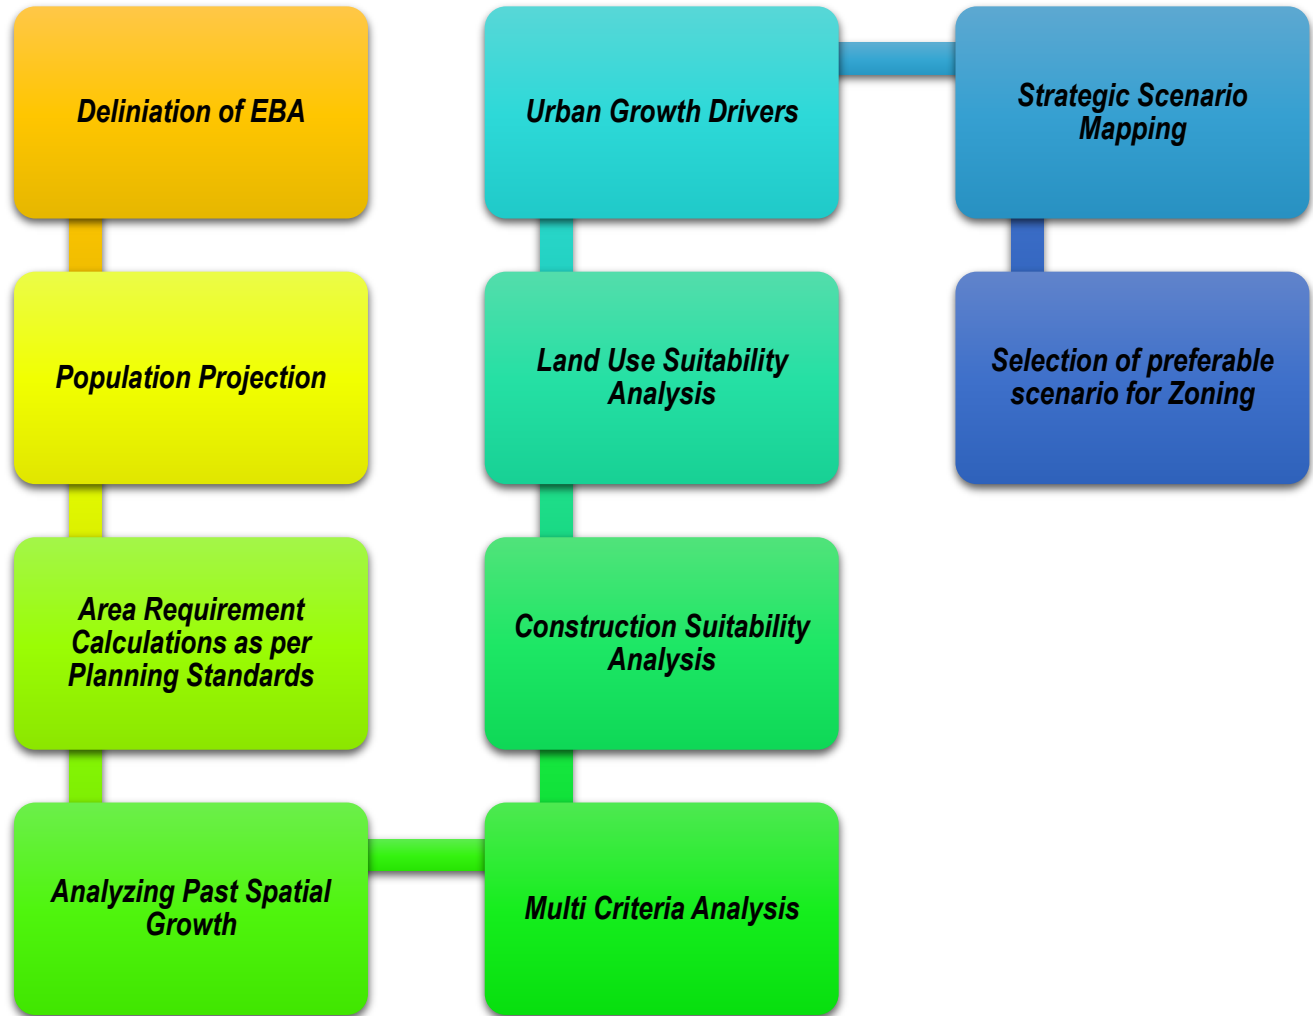 Deliniation of EBA
Population Projection
Area Requirement
Calculations as per
Planning Standards
Analyzing Past Spatial
Growth
Multi Criteria Analysis
Construction Suitability
Analysis
Land Use Suitability
Analysis
Urban Growth Drivers
Strategic Scenario
Mapping
Selection of preferable
scenario for Zoning